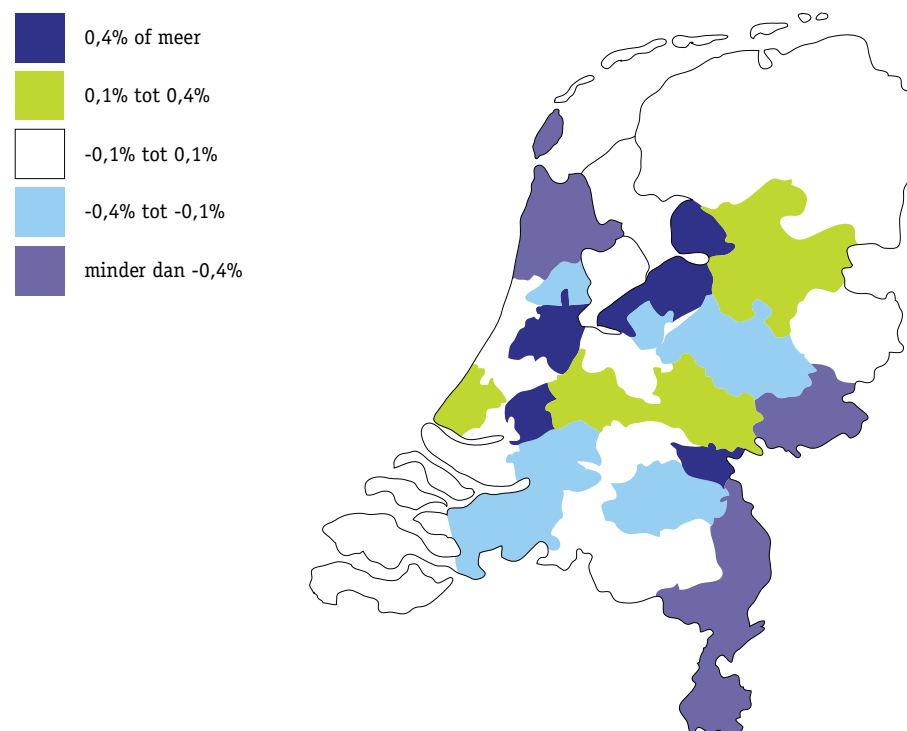 0,4% of meer
0,1% tot 0,4%
-0,1% tot 0,1%
-0,4% tot -0,1%
minder dan -0,4%